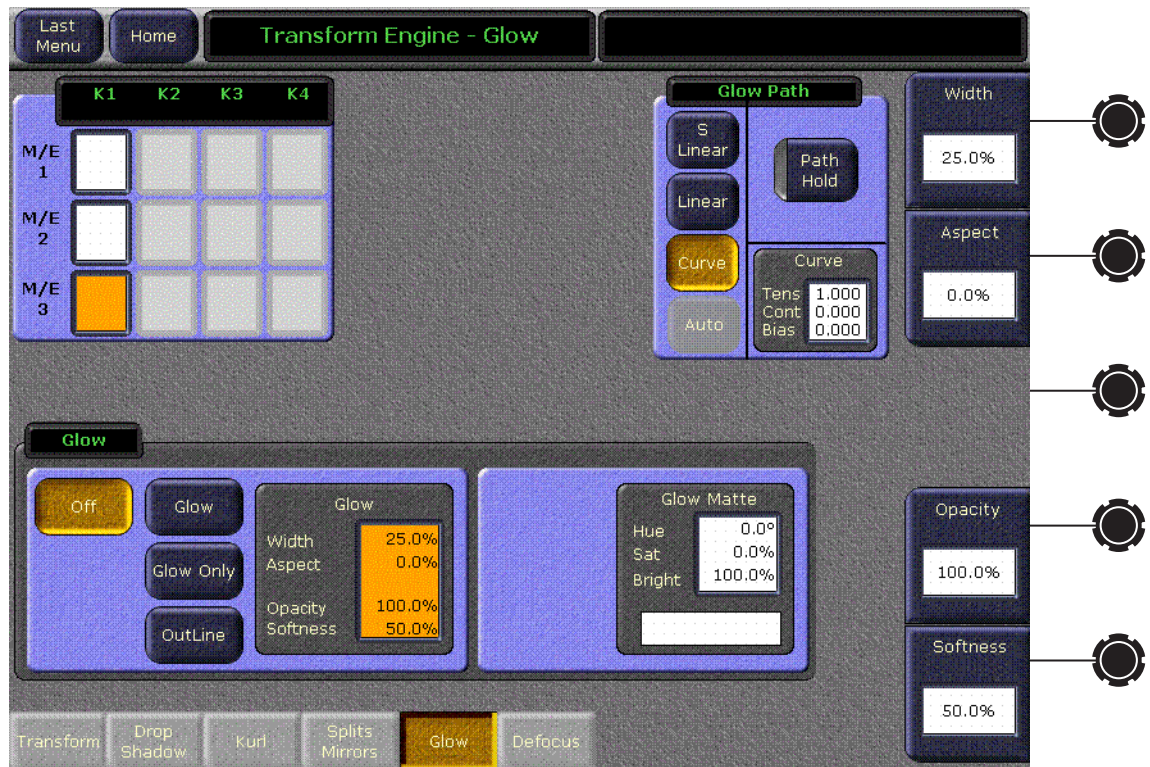 Last
Menu
Home
Transform Engine - Glow
K1 K2 K3 K4
M/E
1
M/E
2
M/E
3
Glow Path
S
Linear
Linear
Curve
Auto
Path
Hold
Curve
Tens 1.000
Cont 0.000
Bias 0.000
Width
25.0%
Aspect
0.0%
Opacity
100.0%
Softness
50.0%
Glow
Off
Glow
Glow Only
OutLine
Glow
Width 25.0%
Aspect 0.0%
Opacity 100.0%
Softness 50.0%
Glow Matte
Hue 0.0°
Sat 0.0%
Bright 100.0%
Transform
Drop
Shadow
Kurl
Splits
Mirrors
Glow
Defocus